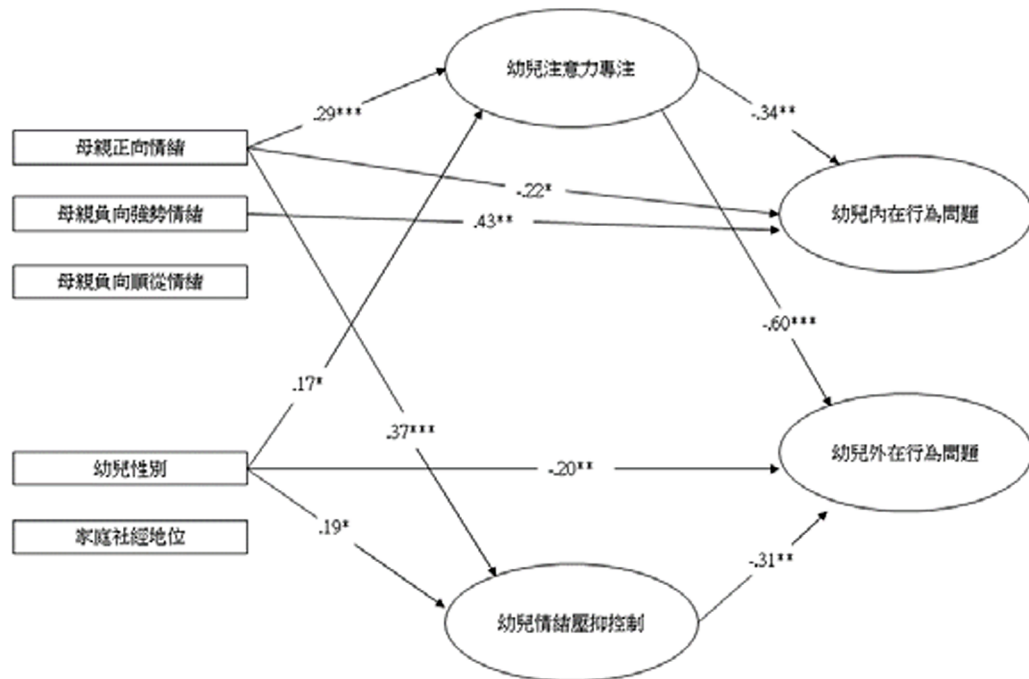 幼兒注意力專注
.29***
-.34**
母親正向情緒
-.22*
母親負向強勢情緒
.43**
幼兒內在行為問題
母親負向順從情緒
-.60***
.17*
.37***
幼兒性別
-.20**
幼兒外在行為問題
.19*
家庭社經地位
-.31**
幼兒情緒壓抑控制